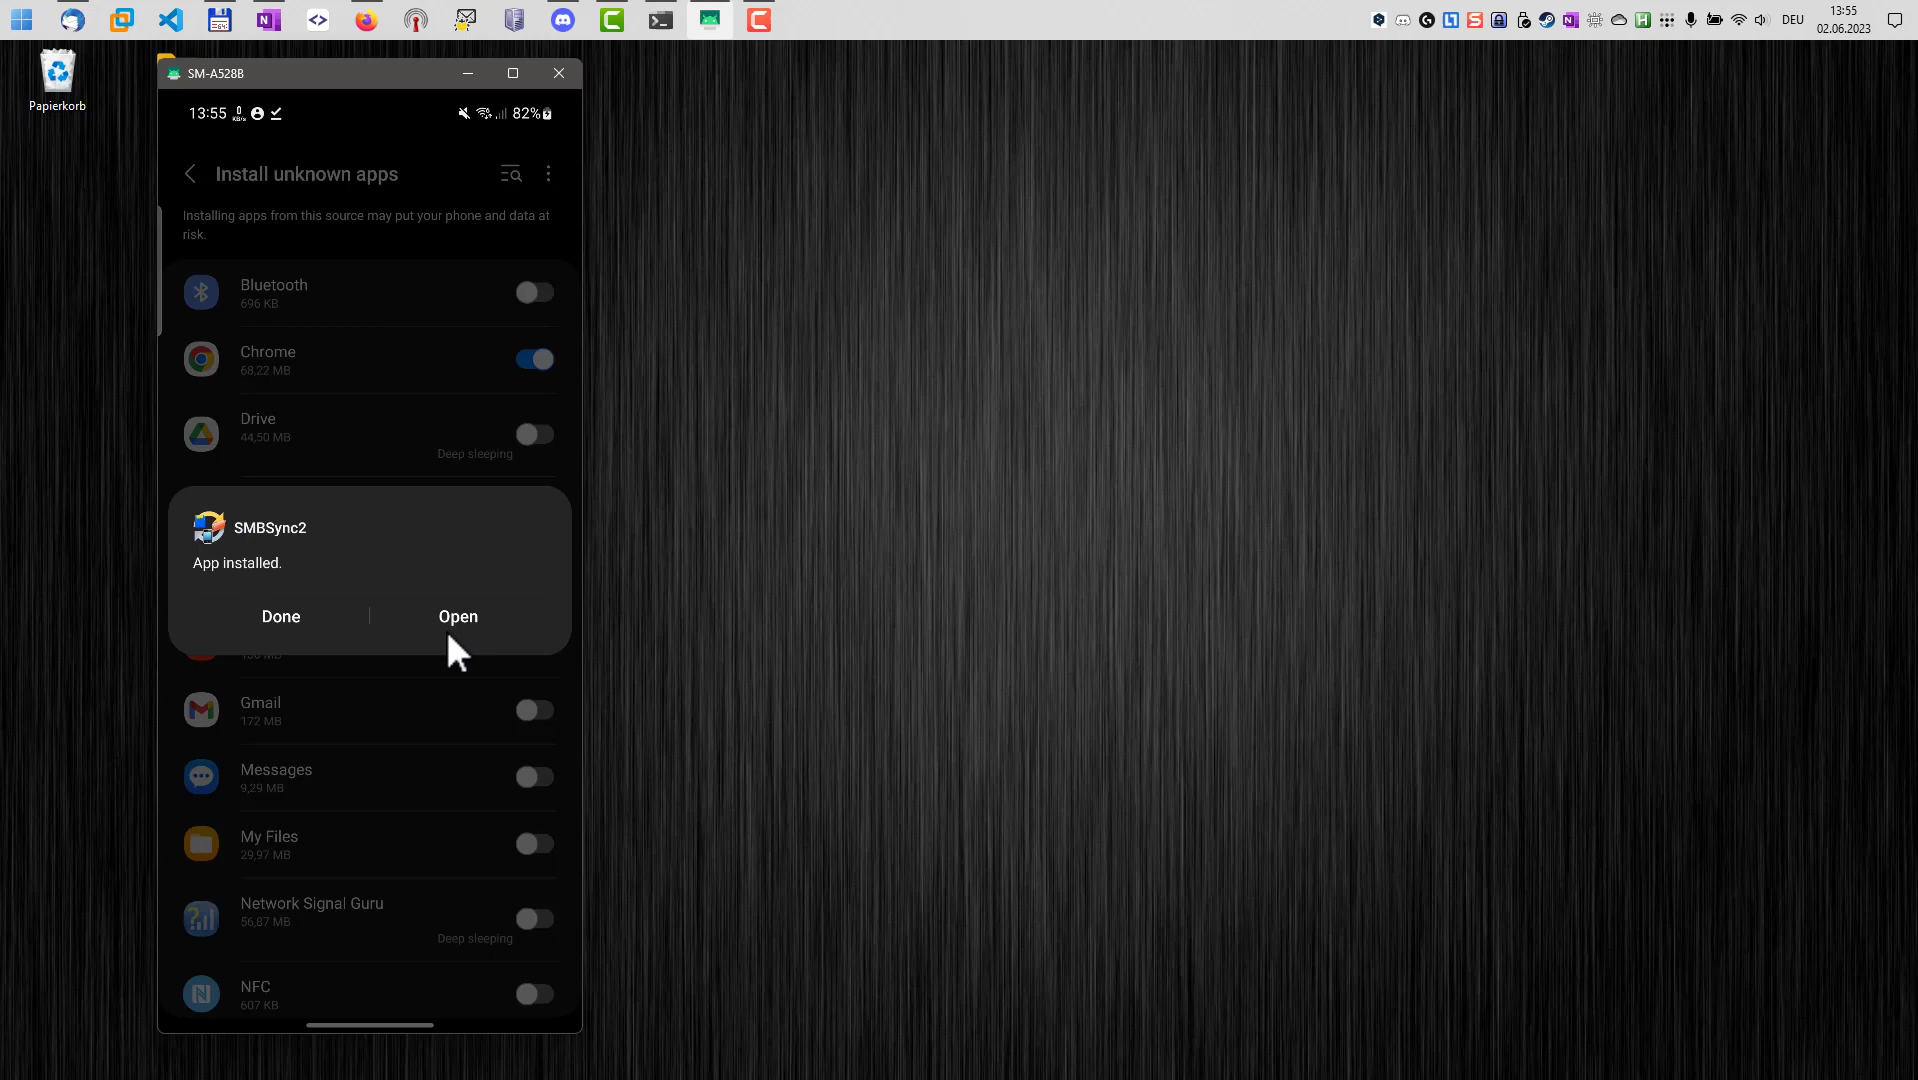 DEU
13:55
02.06.2023
Papierkorb
SM-A528B
13:55
0
KB/s
82%
Install unknown apps
Installing apps from this source may put your phone and data at
risk.
Bluetooth
696 KB
Chrome
68,22 MB
Drive
44,50 MB
Deep sleeping
SMBSync2
App installed.
Done
Open
Gmail
172 MB
Messages
9,29 MB
My Files
29,97 MB
Network Signal Guru
56,87 MB
Deep sleeping
NFC
607 KB